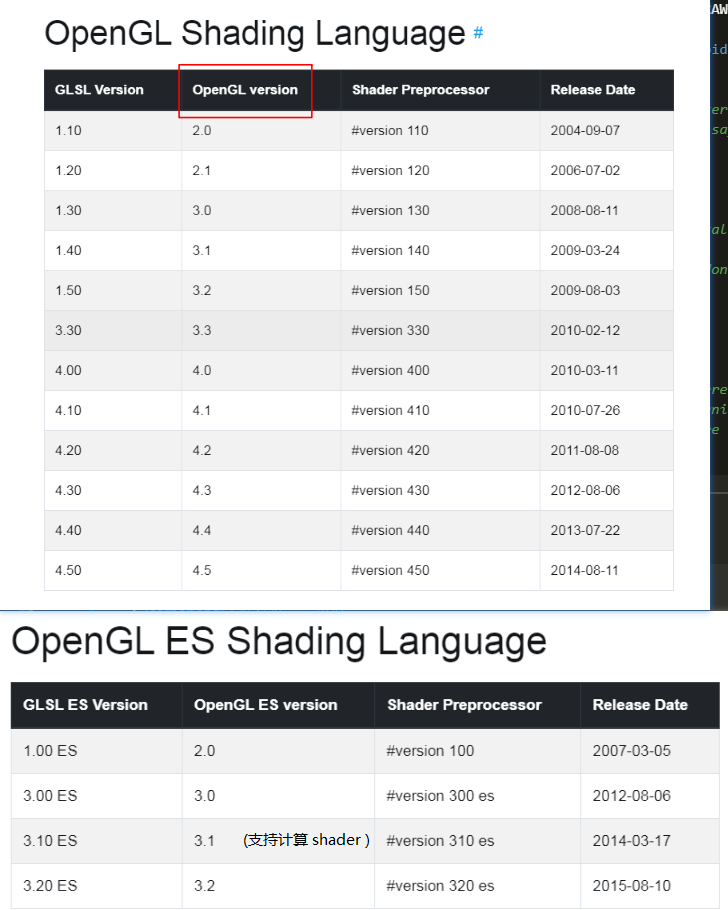 OpenGL Shading Language #
GLSL Version OpenGL version Shader Preprocessor Release Date
1.10 2.0 #version 110 2004-09-07
1.20 2.1 #version 120 2006-07-02
1.30 3.0 #version 130 2008-08-11
1.40 3.1 #version 140 2009-03-24
1.50 3.2 #version 150 2009-08-03
3.30 3.3 #version 330 2010-02-12
4.00 4.0 #version 400 2010-03-11
4.10 4.1 #version 410 2010-07-26
4.20 4.2 #version 420 2011-08-08
4.30 4.3 #version 430 2012-08-06
4.40 4.4 #version 440 2013-07-22
4.50 4.5 #version 450 2014-08-11
OpenGL ES Shading Language
GLSL ES Version OpenGL ES version Shader Preprocessor Release Date
1.00 ES 2.0 #version 100 2007-03-05
3.00 ES 3.0 #version 300 es 2012-08-06
3.10 ES 3.1 (支持计算 shader ) #version 310 es 2014-03-17
3.20 ES 3.2 #version 320 es 2015-08-10